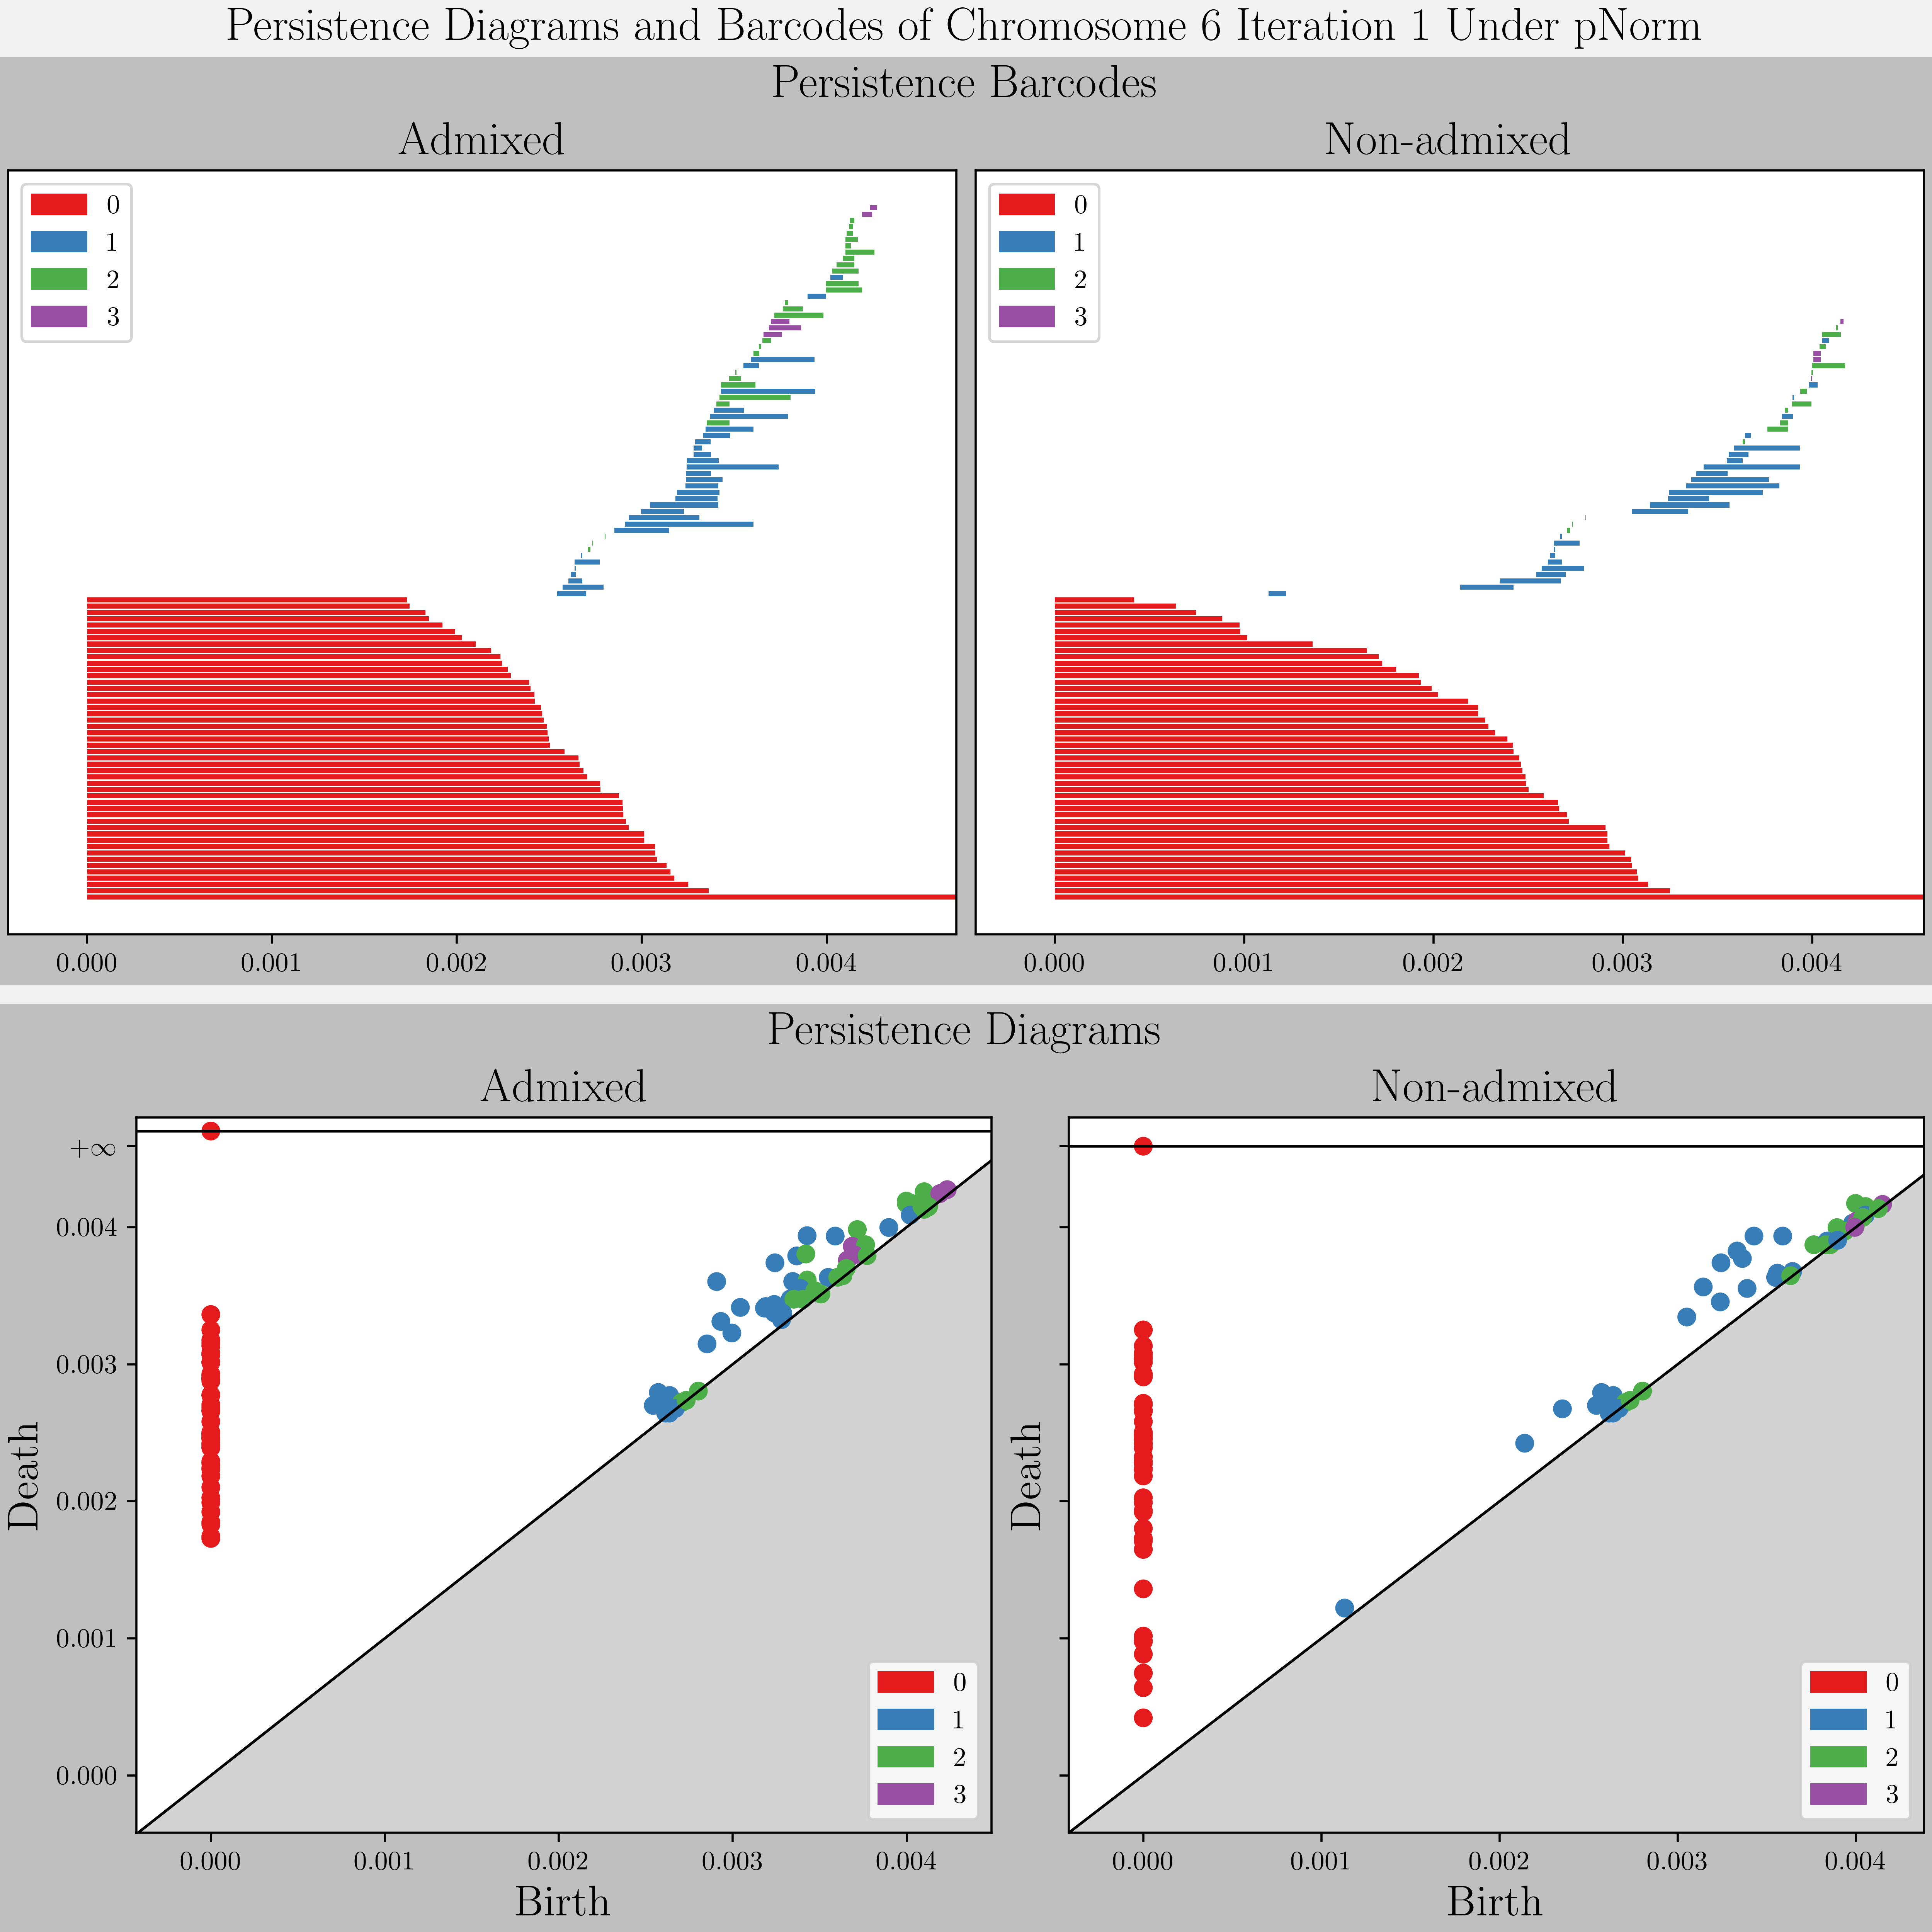 Persistence Diagrams and Barcodes of Chromosome 6 Iteration 1 Under pNorm
Persistence Barcodes
Admixed
Non-admixed
0
1
2
3
0
1
2
3
0.000 0.001 0.002 0.003 0.004
0.000 0.001 0.002 0.003 0.004
Persistence Diagrams
Admixed
Non-admixed
+∞
0.004
0.003
0.002
0.001
0.000
Death
Death
0
1
2
3
0
1
2
3
0.000 0.001 0.002 0.003 0.004
0.000 0.001 0.002 0.003 0.004
Birth
Birth